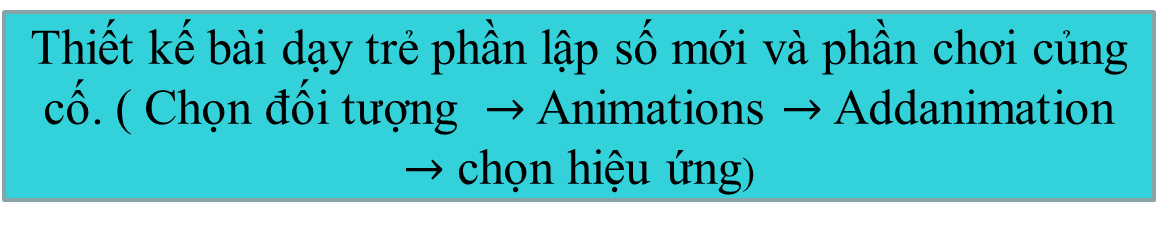 Thiết kế bài dạy trẻ phần lập số mới và phần chơi củng
cố. ( Chọn đối tượng → Animations → Addanimation
→ chọn hiệu ứng)